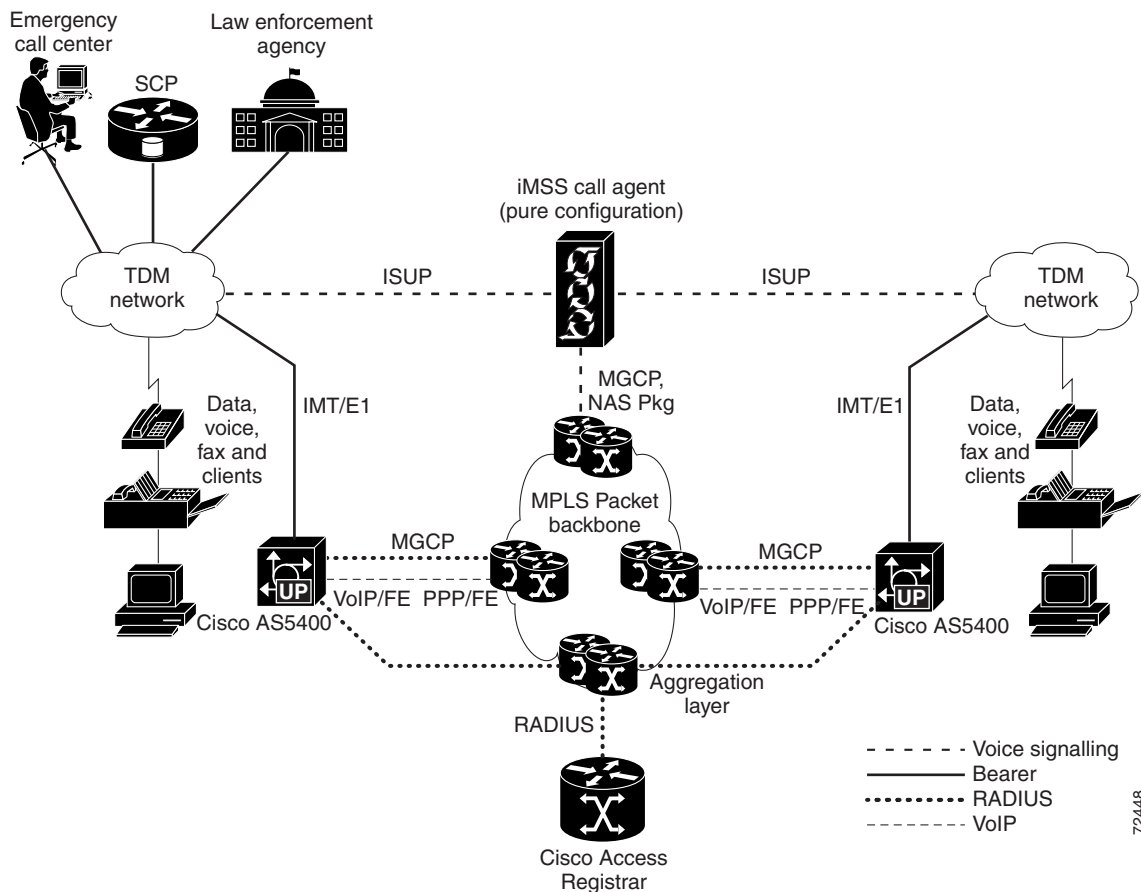 Emergency
call center
Law enforcement
agency
SCP
iMSS call agent
(pure configuration)
TDM
network
ISUP
ISUP
TDM
network
MGCP,
NAS Pkg
IMT/E1
IMT/E1
Data,
voice,
fax and
clients
Data,
voice,
fax and
clients
MPLS Packet
backbone
MGCP
MGCP
UP
UP
VoIP/FE PPP/FE
VoIP/FE PPP/FE
Cisco AS5400
Cisco AS5400
Aggregation
layer
RADIUS
Cisco Access
Registrar
Voice signalling
Bearer
RADIUS
VoIP
72448